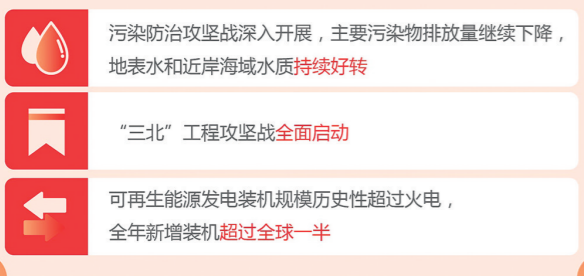 污染防治攻坚战深入开展，主要污染物排放量继续下降，
地表水和近岸海域水质持续好转
“三北”工程攻坚战全面启动
可再生能源发电装机规模历史性超过火电，
全年新增装机超过全球一半